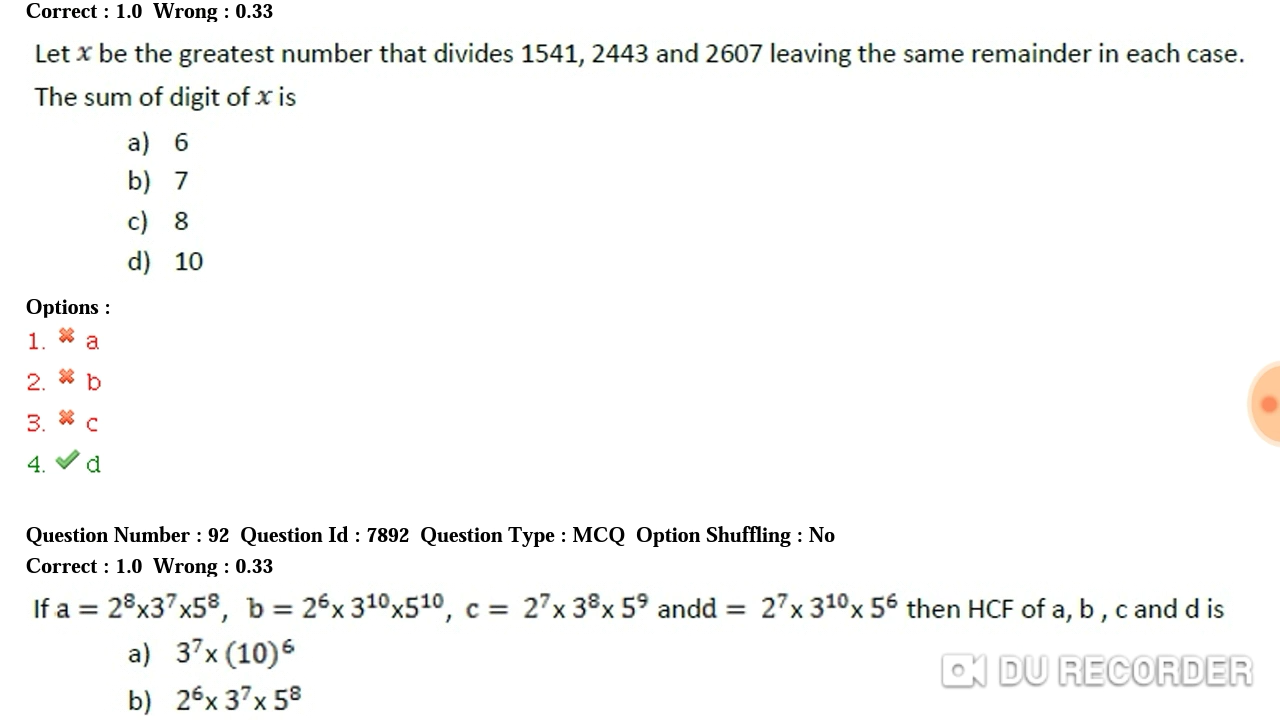 Correct : 1.0 Wrong : 0.33
Let x be the greatest number that divides 1541, 2443 and 2607 leaving the same remainder in each case.
The sum of digit of x is
a) 6
b) 7
c) 8
d) 10
Options :
1. ✖ a
2. ✖ b
3. ✖ c
4. ✔ d
Question Number : 92 Question Id : 7892 Question Type : MCQ Option Shuffling : No
Correct : 1.0 Wrong : 0.33
If a = 2⁸x3⁷x5⁸, b = 2⁶x 3¹⁰x5¹⁰, c = 2⁷x 3⁸x 5⁹ andd = 2⁷x 3¹⁰x 5⁶ then HCF of a, b , c and d is
a) 3⁷x (10)⁶
b) 2⁶x 3⁷x 5⁸
DU RECORDER